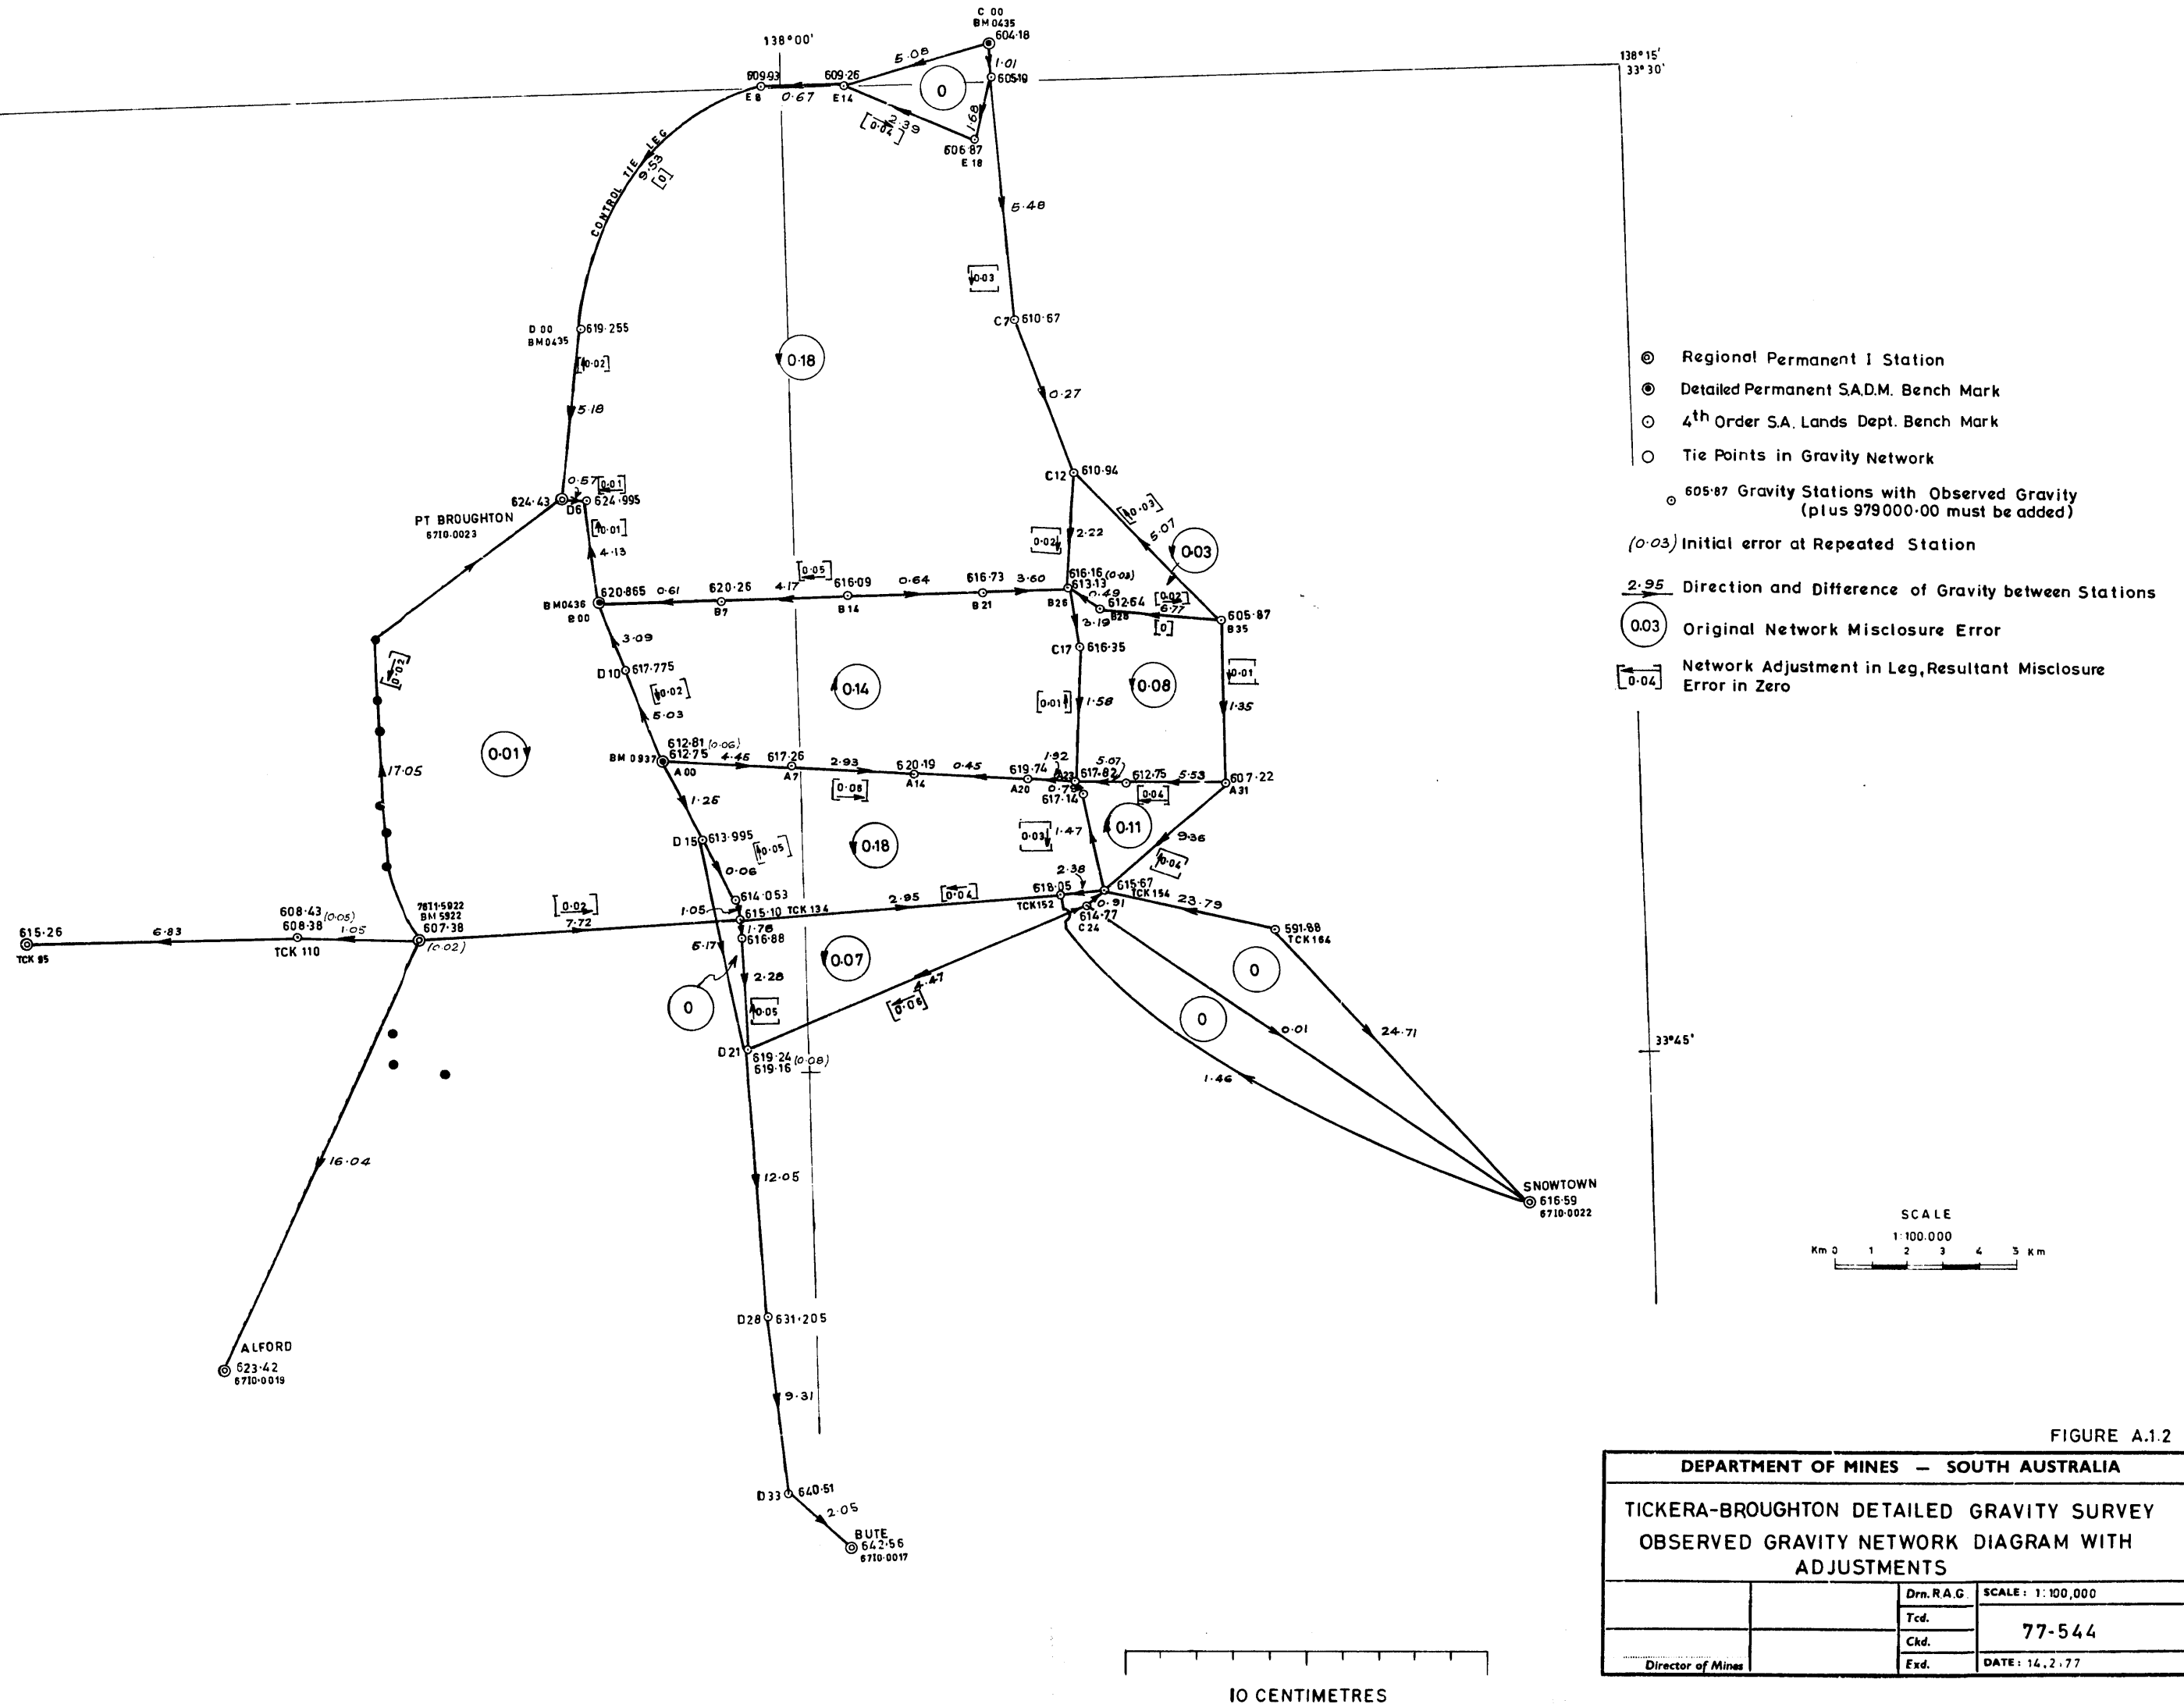 C 00
BM0435
604·18
138°00'
5·08
1·01
138°15'
33°30'
609·93
609·26
605·19
E 8
0·67
E14
0
1·68
2·39
[0·04]
606·87
E 18
CONTROL TIE LEG
9·53
[0]
5·48
[0·03]
D 00
BM0435
619·255
C7
610·67
[0·02]
0·18
5·18
0·27
Regional Permanent I Station
Detailed Permanent S.A.D.M. Bench Mark
4th Order S.A. Lands Dept. Bench Mark
Tie Points in Gravity Network
605·87 Gravity Stations with Observed Gravity
(plus 979000·00 must be added)
(0·03) Initial error at Repeated Station
2·95 Direction and Difference of Gravity between Stations
0.03 Original Network Misclosure Error
[0·04] Network Adjustment in Leg, Resultant Misclosure
Error in Zero
C12
610·94
0·57
[0·01]
624·43
D6
624·995
PT BROUGHTON
6710·0023
[0·01]
4·13
[0·03]
5·07
0.03
[0·02]
2·22
[0·05]
620·865
0·61
620·26
4·17
616·09
0·64
616·73
3·60
616·16 (0·03)
613·13
0·49
BM0436
B 00
B7
B14
B21
B26
612·64
B28
[0·02]
6·77
[0]
605·87
B35
3·09
3·19
C17
616·35
D10
617·775
[0·02]
[0·02]
0·14
0·08
[0·01]
[0·01]
1·58
1·35
5·03
612·81 (0·06)
612·75
BM 0937
A 00
4·45
617·26
A7
2·93
620·19
A14
0·45
619·74
A20
1·92
A23
617·82
5·07
612·75
5·53
607·22
A31
0·01
17·05
[0·06]
0·79
617·14
[0·04]
1·25
D15
613·995
[0·05]
0·18
[0·03]
1·47
0·11
9·36
[0·04]
0·06
614·053
2·38
618·05
TCK152
615·67
TCK 154
[0·02]
7·72
1·05
615·10
TCK 134
2·95
[0·04]
0·91
614·77
C24
23·79
591·88
TCK164
7611·5922
BM 5922
607·38
(0·02)
608·43 (0·05)
608·38
TCK 110
1·05
6·83
615·26
TCK 95
1·76
616·88
5·17
2·28
0·07
4·47
[0·06]
0
[0·05]
0
0
0·01
24·71
1·46
33°45'
D21
619·24 (0·08)
619·16
16·04
12·05
SNOWTOWN
616·59
6710·0022
SCALE
1:100.000
Km 0 1 2 3 4 5 Km
D28
631·205
ALFORD
623·42
6710·0019
9·31
D33
640·51
2·05
BUTE
642·56
6710·0017
FIGURE A.1.2
DEPARTMENT OF MINES — SOUTH AUSTRALIA
TICKERA-BROUGHTON DETAILED GRAVITY SURVEY
OBSERVED GRAVITY NETWORK DIAGRAM WITH
ADJUSTMENTS
Drn. R.A.G.
SCALE: 1:100,000
Tcd.
77-544
Ckd.
Director of Mines
Exd.
DATE: 14.2.77
10 CENTIMETRES